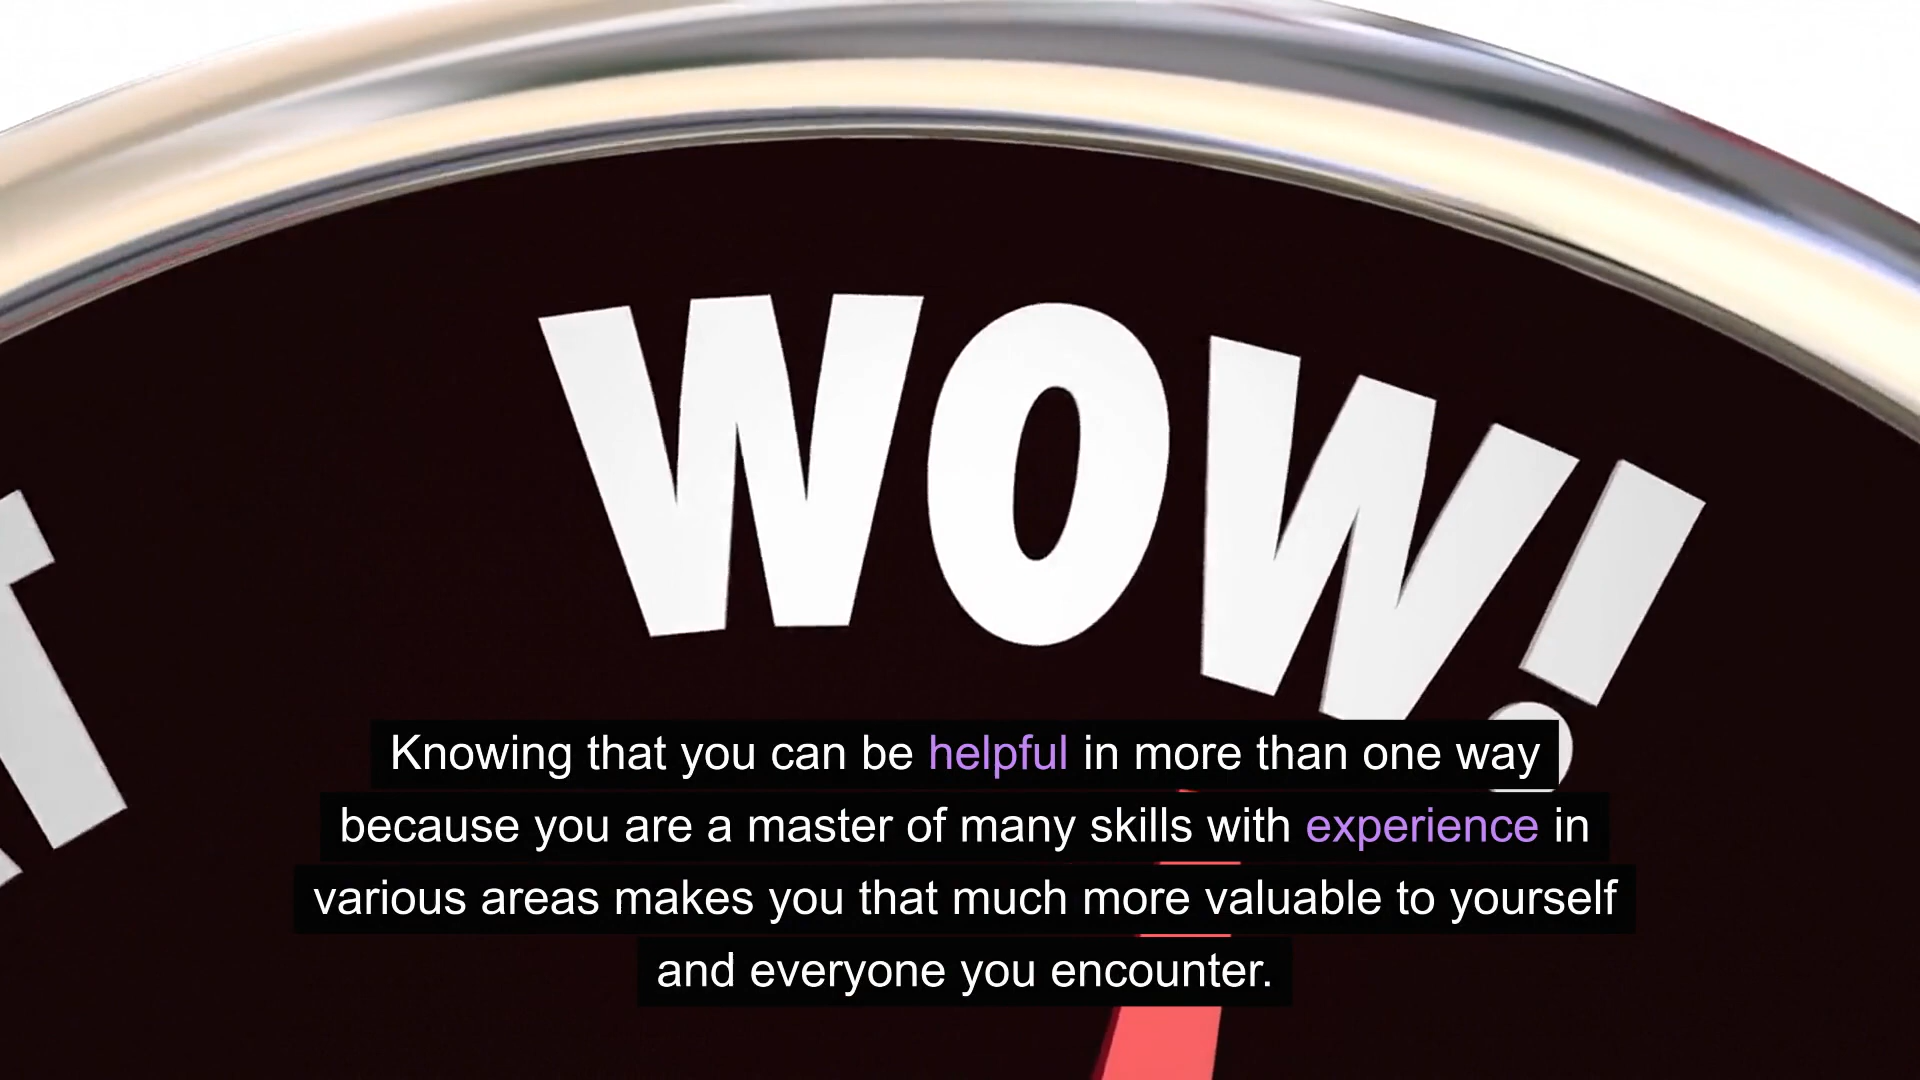 WOW!
T
Knowing that you can be helpful in more than one way
because you are a master of many skills with experience in
various areas makes you that much more valuable to yourself
and everyone you encounter.